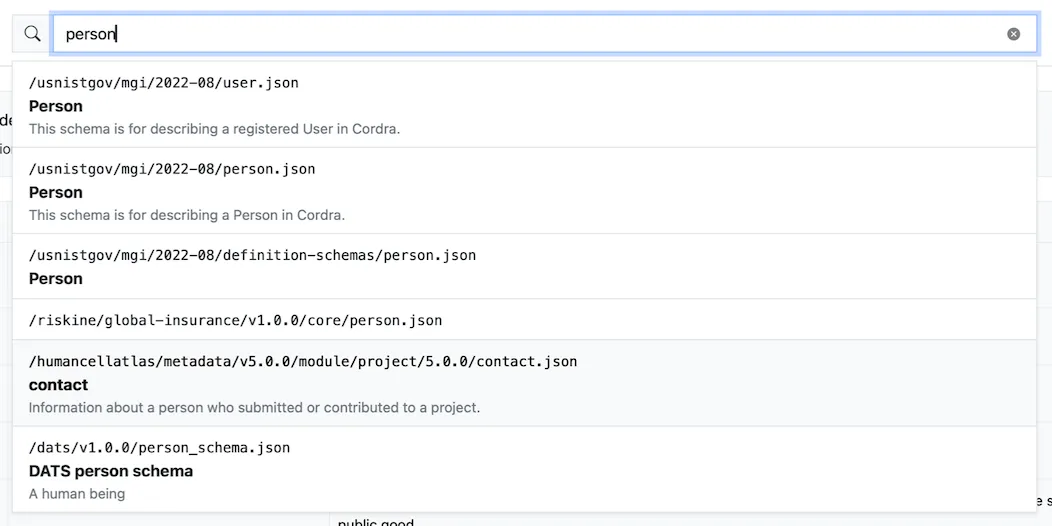 person
/usnistgov/mgi/2022-08/user.json
Person
This schema is for describing a registered User in Cordra.
/usnistgov/mgi/2022-08/person.json
Person
This schema is for describing a Person in Cordra.
/usnistgov/mgi/2022-08/definition-schemas/person.json
Person
/riskine/global-insurance/v1.0.0/core/person.json
/humancellatlas/metadata/v5.0.0/module/project/5.0.0/contact.json
contact
Information about a person who submitted or contributed to a project.
/dats/v1.0.0/person_schema.json
DATS person schema
A human being
public good